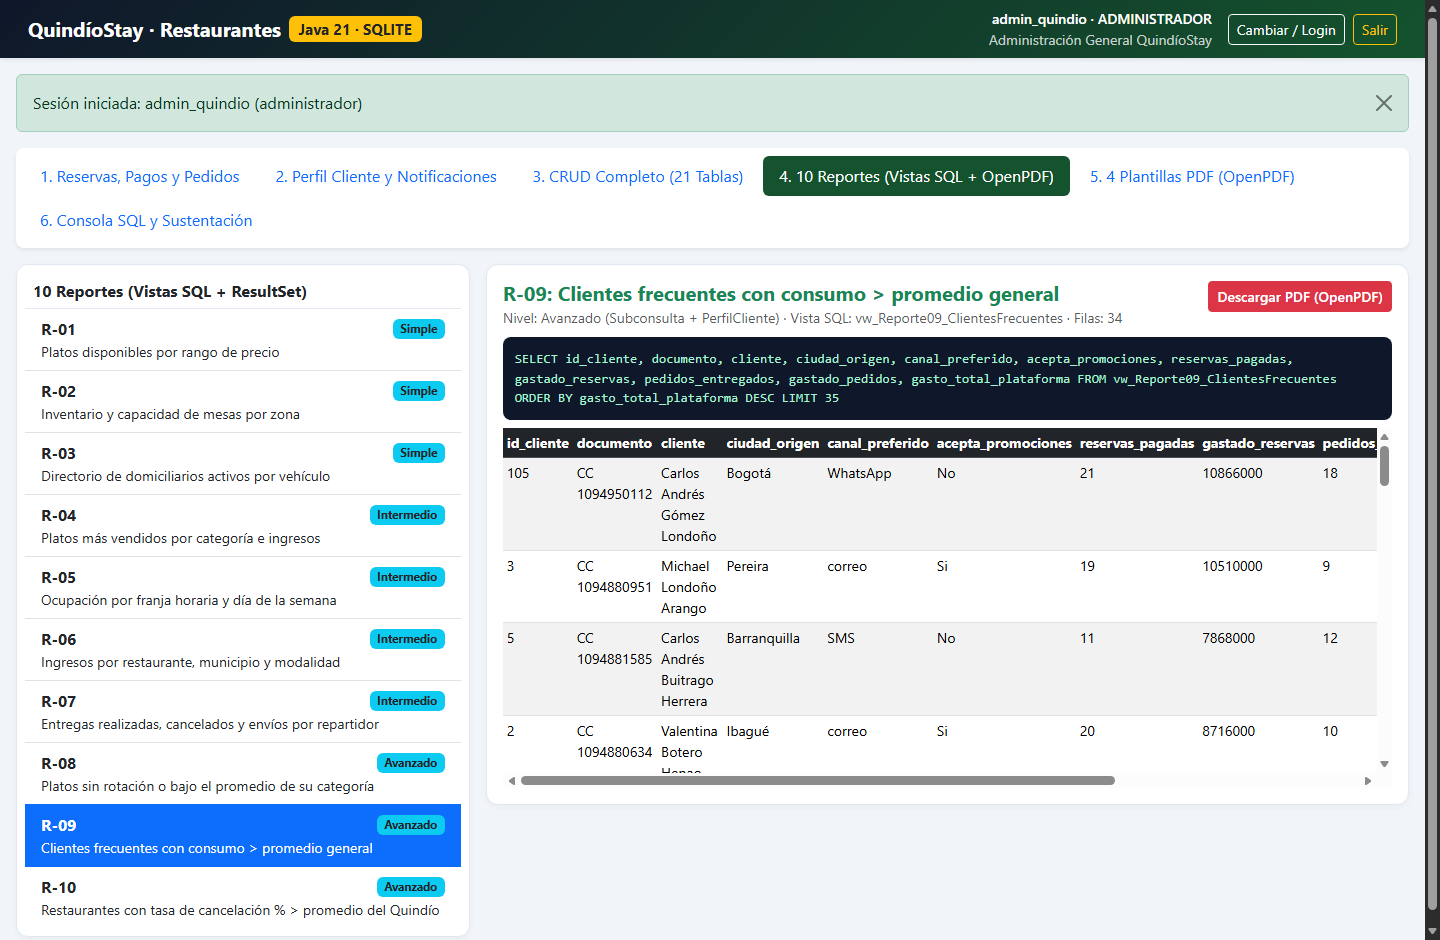 QuindíoStay · Restaurantes
Java 21 · SQLITE
admin_quindio · ADMINISTRADOR
Administración General QuindíoStay
Cambiar / Login
Salir
Sesión iniciada: admin_quindio (administrador)
1. Reservas, Pagos y Pedidos
2. Perfil Cliente y Notificaciones
3. CRUD Completo (21 Tablas)
4. 10 Reportes (Vistas SQL + OpenPDF)
5. 4 Plantillas PDF (OpenPDF)
6. Consola SQL y Sustentación
10 Reportes (Vistas SQL + ResultSet)
R-01
Simple
Platos disponibles por rango de precio
R-02
Simple
Inventario y capacidad de mesas por zona
R-03
Simple
Directorio de domiciliarios activos por vehículo
R-04
Intermedio
Platos más vendidos por categoría e ingresos
R-05
Intermedio
Ocupación por franja horaria y día de la semana
R-06
Intermedio
Ingresos por restaurante, municipio y modalidad
R-07
Intermedio
Entregas realizadas, cancelados y envíos por repartidor
R-08
Avanzado
Platos sin rotación o bajo el promedio de su categoría
R-09
Avanzado
Clientes frecuentes con consumo > promedio general
R-10
Avanzado
Restaurantes con tasa de cancelación % > promedio del Quindío
R-09: Clientes frecuentes con consumo > promedio general
Descargar PDF (OpenPDF)
Nivel: Avanzado (Subconsulta + PerfilCliente) · Vista SQL: vw_Reporte09_ClientesFrecuentes · Filas: 34
SELECT id_cliente, documento, cliente, ciudad_origen, canal_preferido, acepta_promociones, reservas_pagadas,
gastado_reservas, pedidos_entregados, gastado_pedidos, gasto_total_plataforma FROM vw_Reporte09_ClientesFrecuentes
ORDER BY gasto_total_plataforma DESC LIMIT 35
id_cliente documento cliente ciudad_origen canal_preferido acepta_promociones reservas_pagadas gastado_reservas pedidos_
105 CC 1094950112 Carlos Andrés Gómez Londoño Bogotá WhatsApp No 21 10866000 18
3 CC 1094880951 Michael Londoño Arango Pereira correo Si 19 10510000 9
5 CC 1094881585 Carlos Andrés Buitrago Herrera Barranquilla SMS No 11 7868000 12
2 CC 1094880634 Valentina Botero Henao Ibagué correo Si 20 8716000 10